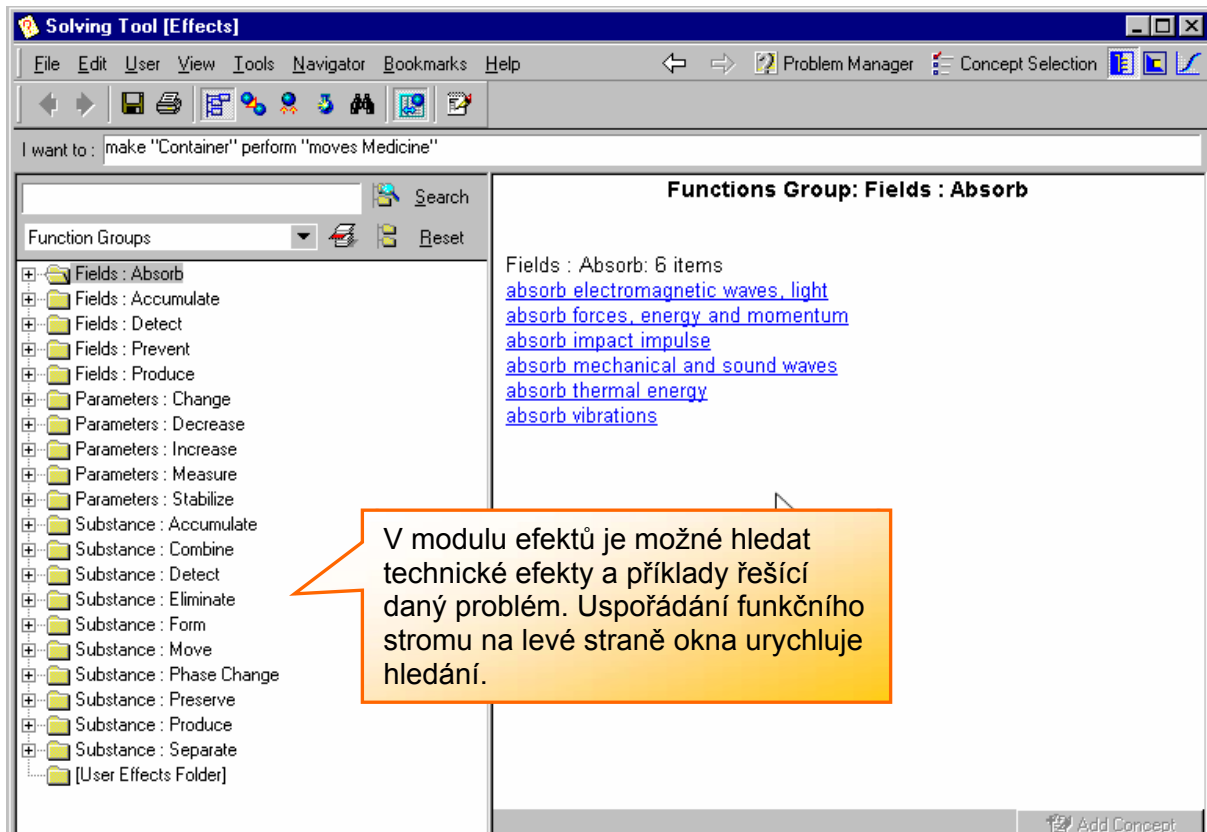 Solving Tool [Effects]
File Edit User View Tools Navigator Bookmarks Help Problem Manager Concept Selection
I want to : make "Container" perform "moves Medicine"
Search
Function Groups Reset
Fields : Absorb
Fields : Accumulate
Fields : Detect
Fields : Prevent
Fields : Produce
Parameters : Change
Parameters : Decrease
Parameters : Increase
Parameters : Measure
Parameters : Stabilize
Substance : Accumulate
Substance : Combine
Substance : Detect
Substance : Eliminate
Substance : Form
Substance : Move
Substance : Phase Change
Substance : Preserve
Substance : Produce
Substance : Separate
[User Effects Folder]
Functions Group: Fields : Absorb
Fields : Absorb: 6 items
absorb electromagnetic waves, light
absorb forces, energy and momentum
absorb impact impulse
absorb mechanical and sound waves
absorb thermal energy
absorb vibrations
V modulu efektů je možné hledat
technické efekty a příklady řešící
daný problém. Uspořádání funkčního
stromu na levé straně okna urychluje
hledání.
Add Concept